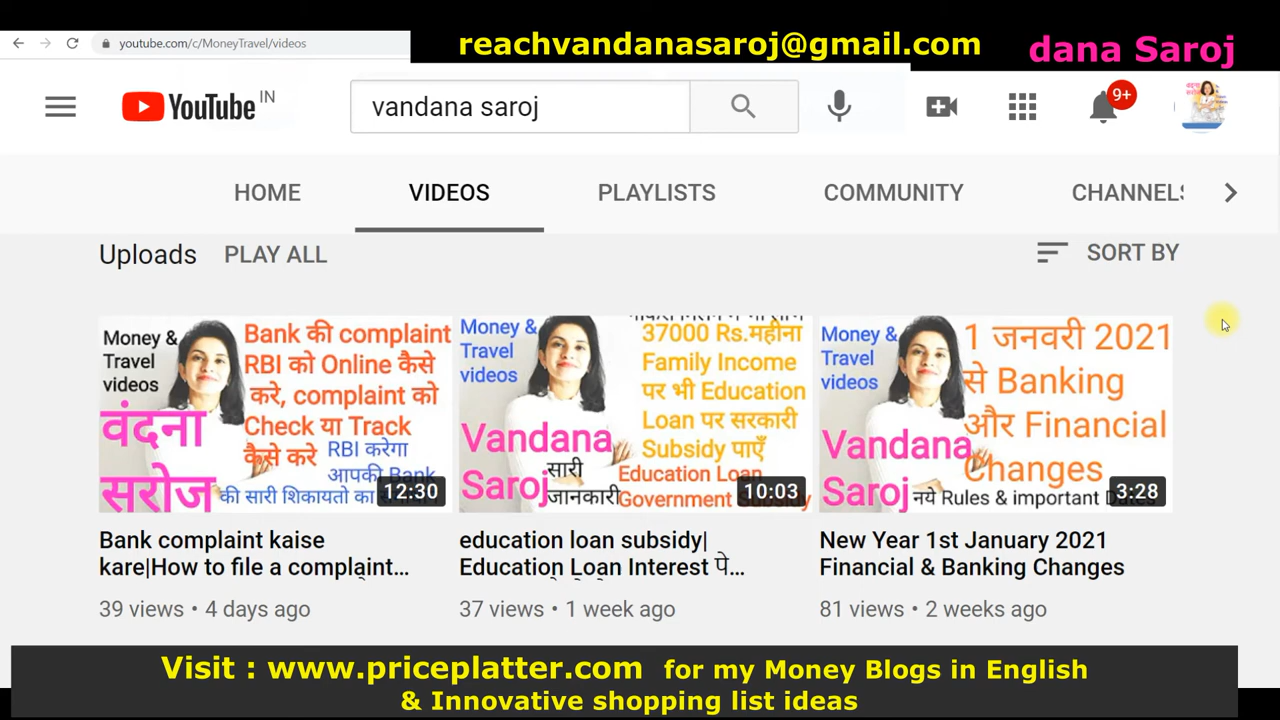 youtube.com/c/MoneyTravel/videos
reachvandanasaroj@gmail.com
dana Saroj
YouTube IN
vandana saroj
9+
HOME
VIDEOS
PLAYLISTS
COMMUNITY
CHANNELS
Uploads
PLAY ALL
SORT BY
Money &
Travel
videos
वंदना
सरोज
Bank की complaint
RBI को Online कैसे
करे, complaint को
Check या Track
कैसे करे
RBI करेगा
आपकी Bank
की सारी शिकायतो का
12:30
Money &
Travel
videos
Vandana
Saroj
37000 Rs.महीना
Family Income
पर भी Education
Loan पर सरकारी
Subsidy पाएँ
सारी
जानकारी
Education Loan
Government Subsidy
10:03
Money &
Travel
videos
Vandana
Saroj
1 जनवरी 2021
से Banking
और Financial
Changes
नये Rules & important Dates
3:28
Bank complaint kaise
kare|How to file a complaint...
39 views • 4 days ago
education loan subsidy|
Education Loan Interest पे...
37 views • 1 week ago
New Year 1st January 2021
Financial & Banking Changes
81 views • 2 weeks ago
Visit : www.priceplatter.com for my Money Blogs in English
& Innovative shopping list ideas